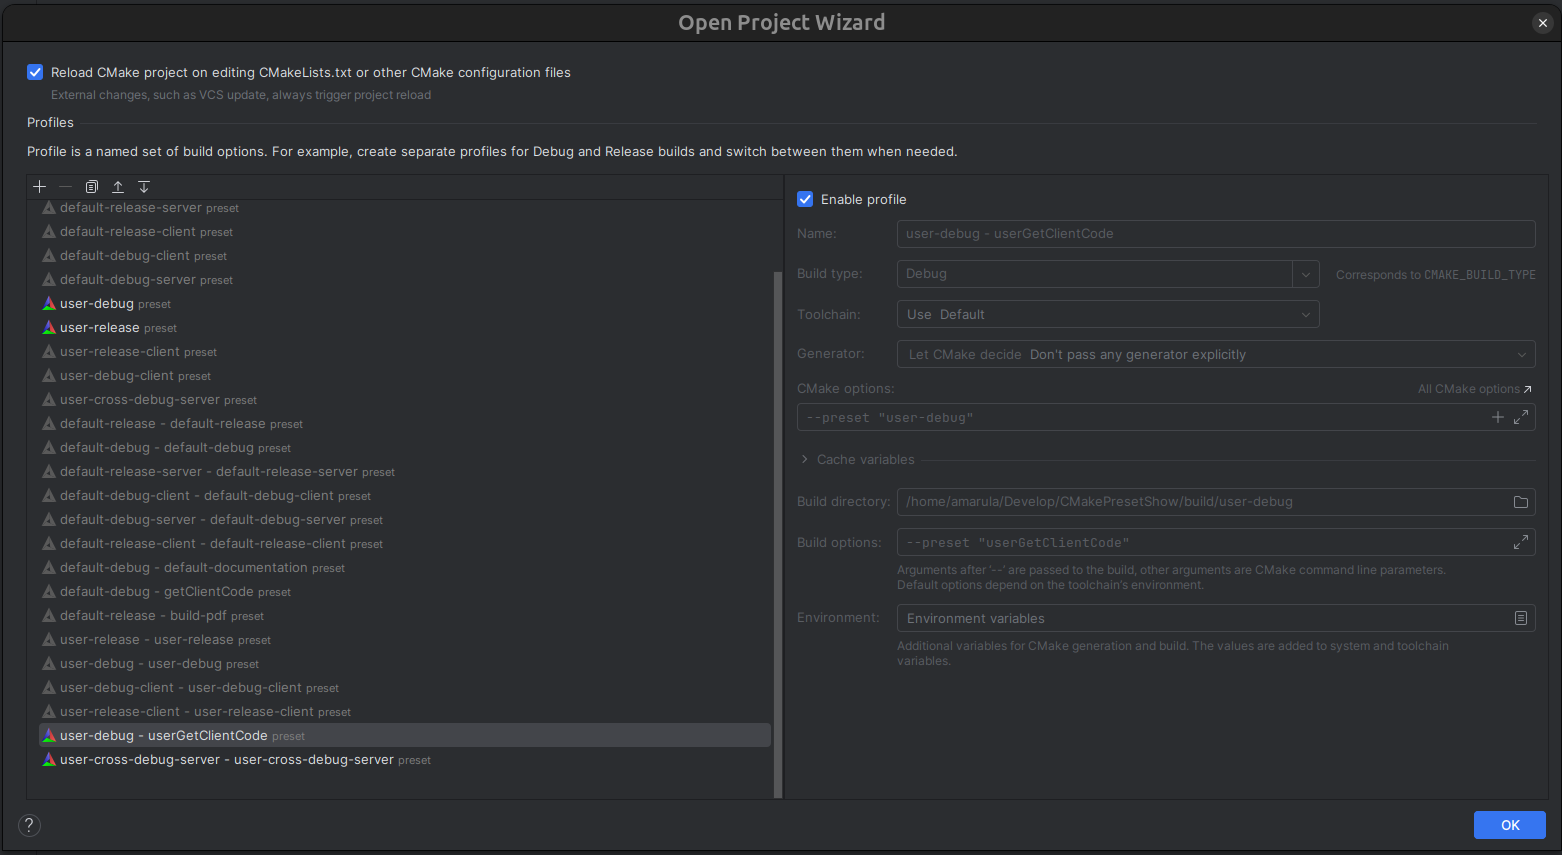 Open Project Wizard
Reload CMake project on editing CMakeLists.txt or other CMake configuration files
External changes, such as VCS update, always trigger project reload
Profiles
Profile is a named set of build options. For example, create separate profiles for Debug and Release builds and switch between them when needed.
default-release-server preset
default-release-client preset
default-debug-client preset
default-debug-server preset
user-debug preset
user-release preset
user-release-client preset
user-debug-client preset
user-cross-debug-server preset
default-release - default-release preset
default-debug - default-debug preset
default-release-server - default-release-server preset
default-debug-client - default-debug-client preset
default-debug-server - default-debug-server preset
default-release-client - default-release-client preset
default-debug - default-documentation preset
default-debug - getClientCode preset
default-release - build-pdf preset
user-release - user-release preset
user-debug - user-debug preset
user-debug-client - user-debug-client preset
user-release-client - user-release-client preset
user-debug - userGetClientCode preset
user-cross-debug-server - user-cross-debug-server preset
Enable profile
Name: user-debug - userGetClientCode
Build type: Debug Corresponds to CMAKE_BUILD_TYPE
Toolchain: Use Default
Generator: Let CMake decide Don't pass any generator explicitly
CMake options: All CMake options
--preset "user-debug"
Cache variables
Build directory: /home/amarula/Develop/CMakePresetShow/build/user-debug
Build options: --preset "userGetClientCode"
Arguments after '--' are passed to the build, other arguments are CMake command line parameters.
Default options depend on the toolchain's environment.
Environment: Environment variables
Additional variables for CMake generation and build. The values are added to system and toolchain
variables.
?
OK